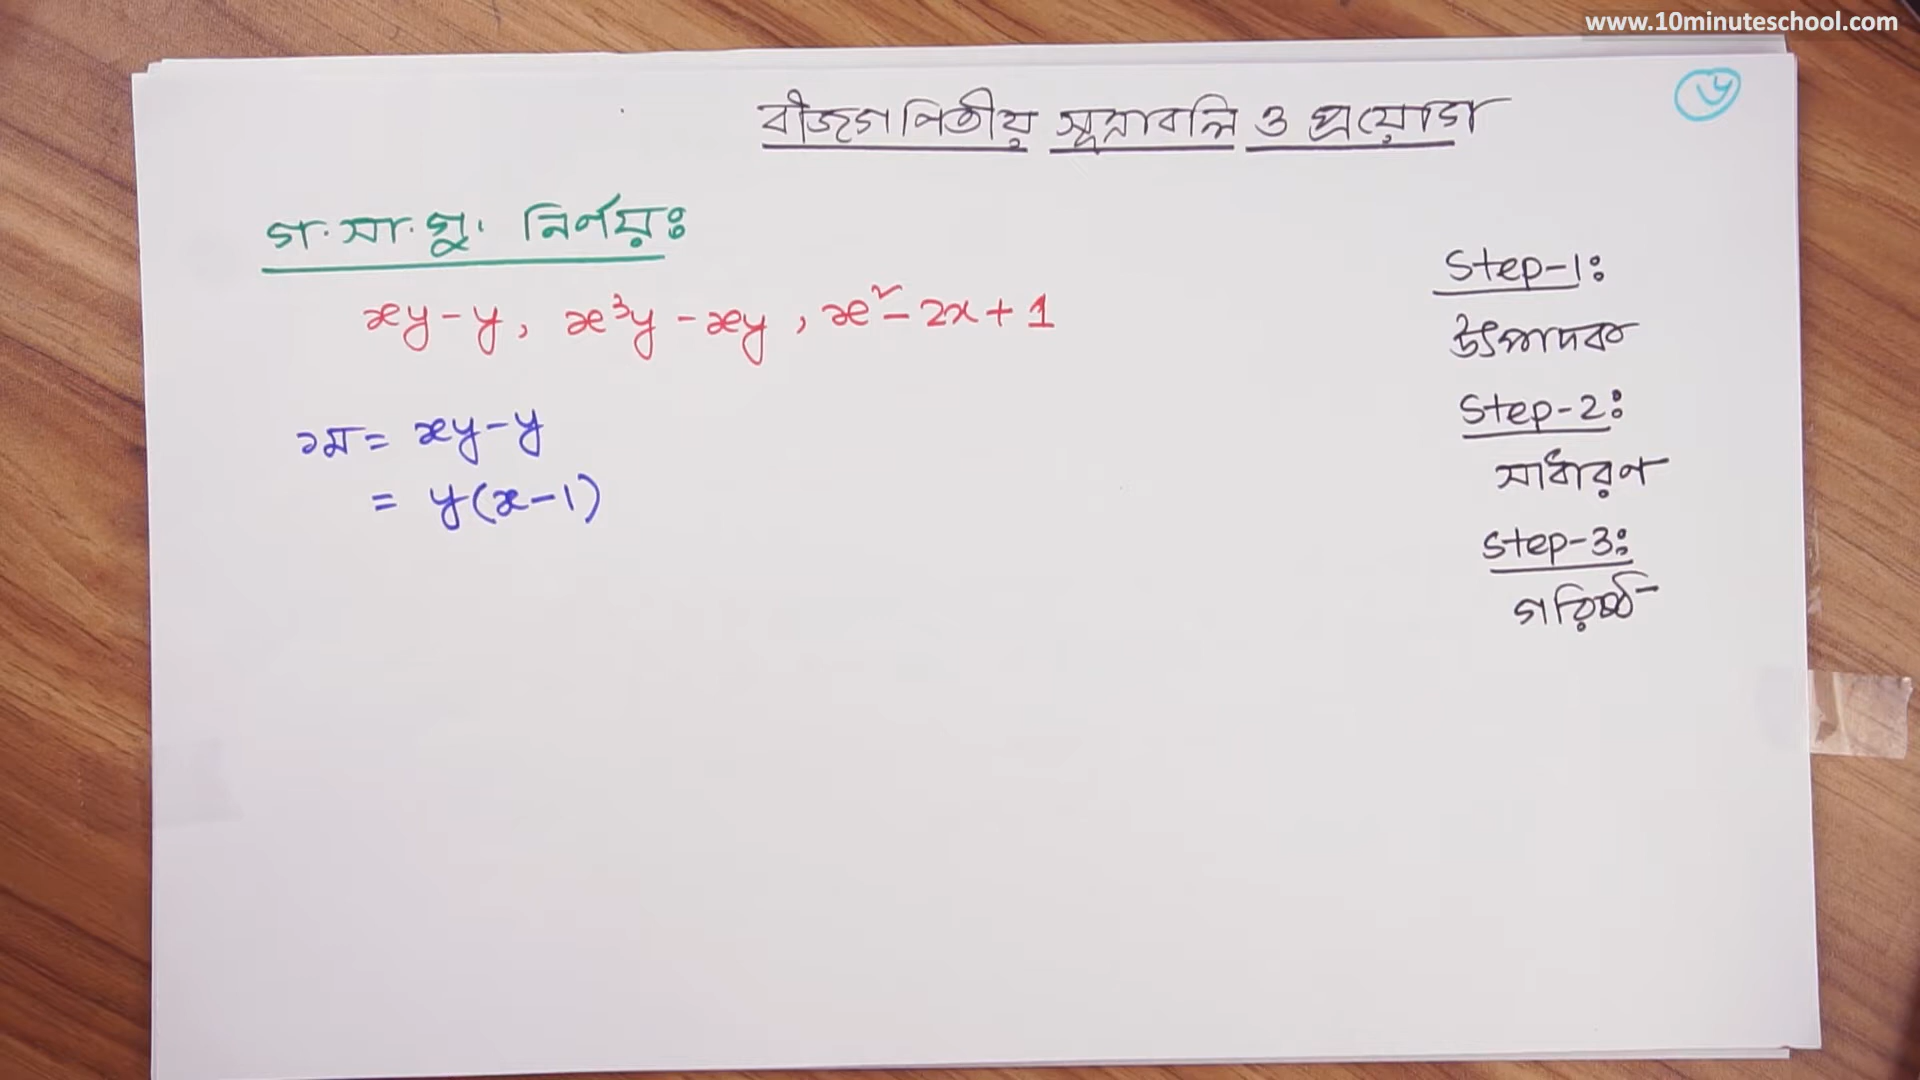 www.10minuteschool.com
বীজগণিতীয় সূত্রাবলি ও প্রয়োগ
৬
গ.সা.গু. নির্ণয়ঃ
xy-y, x³y-xy, x²-2x+1
১ম= xy-y
= y(x-1)
Step-1:
উৎপাদক
Step-2:
সাধারণ
Step-3:
গরিষ্ঠ